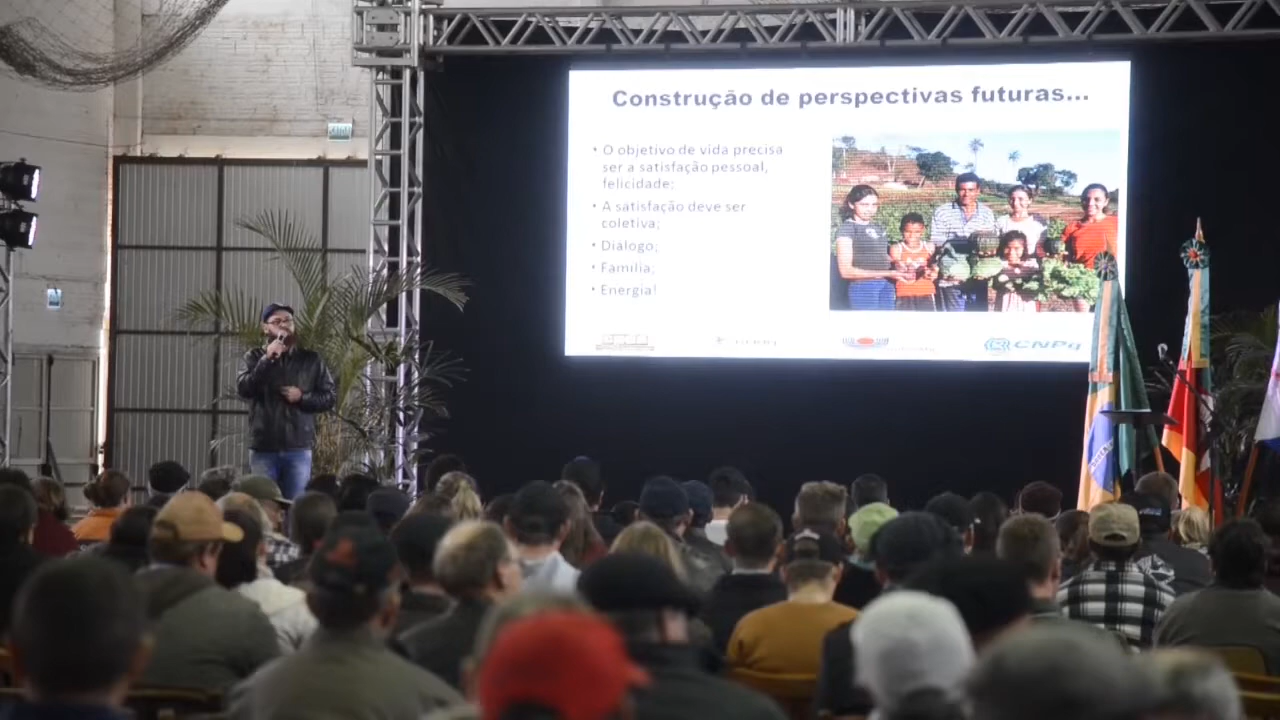 Construção de perspectivas futuras...
• O objetivo de vida precisa
ser a satisfação pessoal,
felicidade;
• A satisfação deve ser
coletiva;
• Dialogo;
• Familia;
• Energia!
CNPq